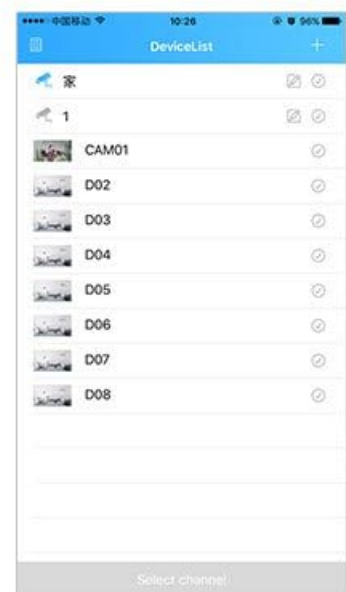 中国移动 10:26 96%
DeviceList
家
1
CAM01
D02
D03
D04
D05
D06
D07
D08
Select channel